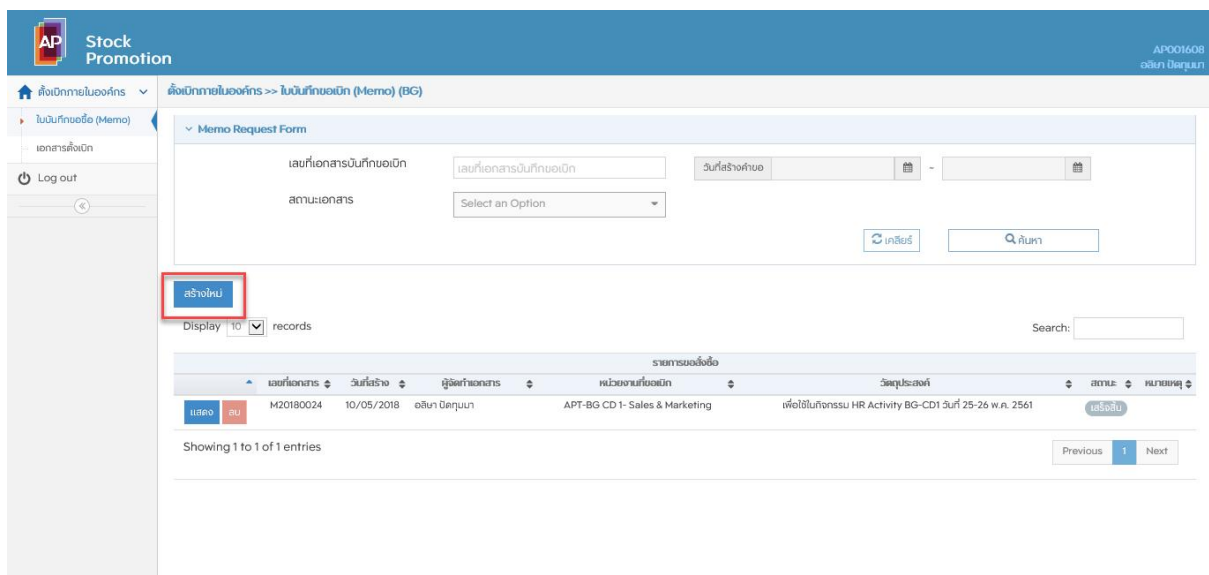 AP Stock Promotion
AP001608
อลิษา ปัดทุมมา
ตั้งเบิกภายในองค์กร
ใบบันทึกขอซื้อ (Memo)
เอกสารตั้งเบิก
Log out
ตั้งเบิกภายในองค์กร >> ใบบันทึกขอเบิก (Memo) (BG)
Memo Request Form
เลขที่เอกสารบันทึกขอเบิก เลขที่เอกสารบันทึกขอเบิก วันที่สร้างคำขอ -
สถานะเอกสาร Select an Option
เคลียร์ ค้นหา
สร้างใหม่
Display 10 records Search:
รายการขอสั่งซื้อ
เลขที่เอกสาร วันที่สร้าง ผู้จัดทำเอกสาร หน่วยงานที่ขอเบิก วัตถุประสงค์ สถานะ หมายเหตุ
แสดง ลบ M20180024 10/05/2018 อลิษา ปัดทุมมา APT-BG CD 1- Sales & Marketing เพื่อใช้ในกิจกรรม HR Activity BG-CD1 วันที่ 25-26 พ.ค. 2561 เสร็จสิ้น
Showing 1 to 1 of 1 entries Previous 1 Next